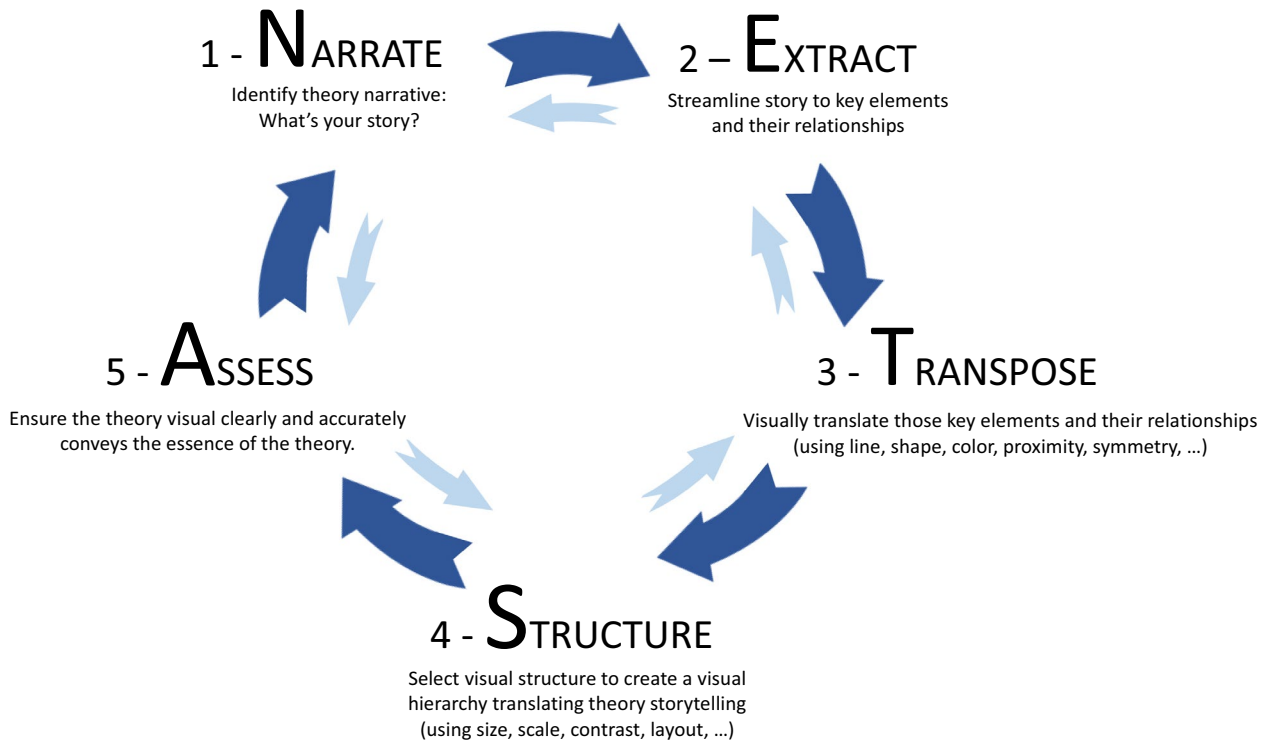 1 - NARRATE
Identify theory narrative:
What's your story?
2 – EXTRACT
Streamline story to key elements
and their relationships
3 - TRANSPOSE
Visually translate those key elements and their relationships
(using line, shape, color, proximity, symmetry, …)
4 - STRUCTURE
Select visual structure to create a visual
hierarchy translating theory storytelling
(using size, scale, contrast, layout, …)
5 - ASSESS
Ensure the theory visual clearly and accurately
conveys the essence of the theory.